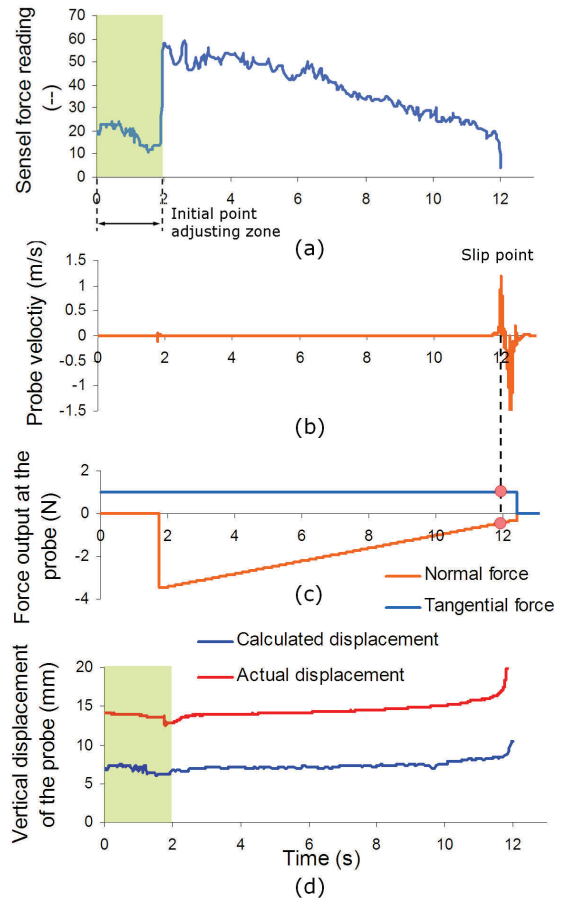 70
60
50
40
30
20
10
0
Sensel force reading
(--)
0 2 4 6 8 10 12
Initial point
adjusting zone
(a)
Slip point
1.5
1
0.5
0
-0.5
-1
-1.5
Probe veloctiy (m/s)
0 2 4 6 8 10 12
(b)
2
0
-2
-4
Force output at the
probe (N)
0 2 4 6 8 10 12
Normal force
Tangential force
(c)
Calculated displacement
Actual displacement
20
15
10
5
0
Vertical displacement
of the probe (mm)
0 2 4 6 8 10 12
Time (s)
(d)